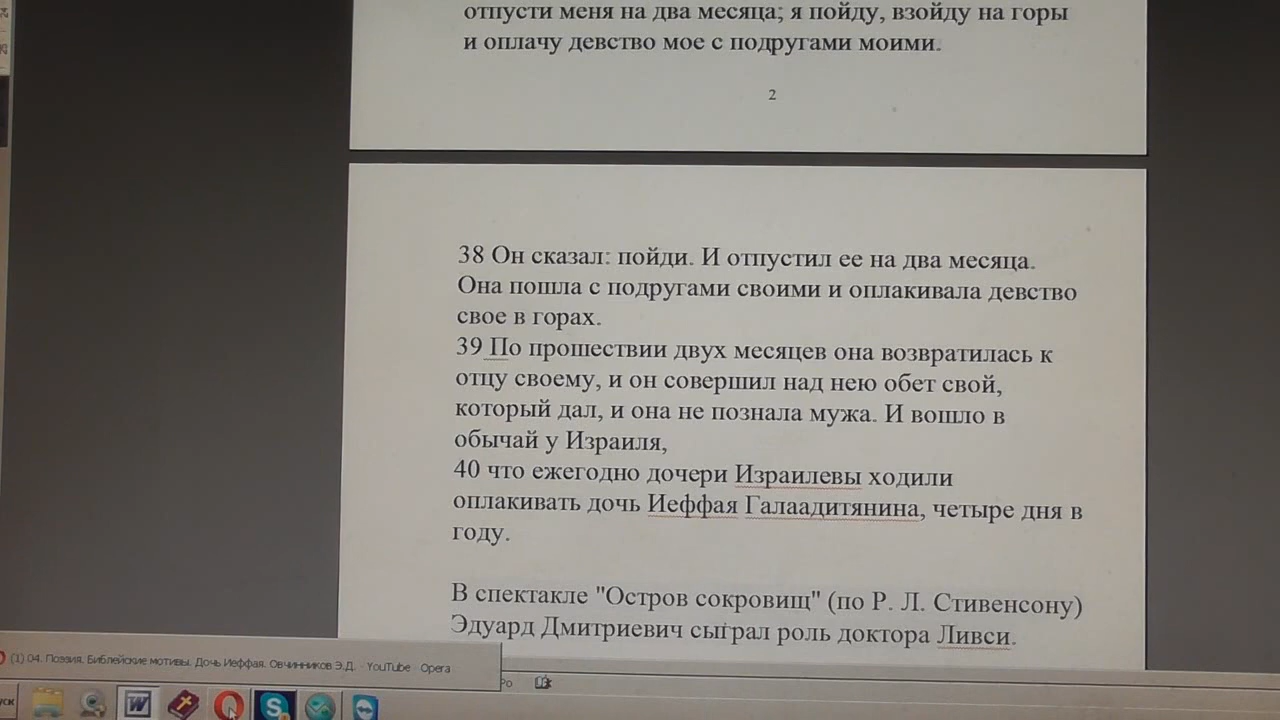 отпусти меня на два месяца; я пойду, взойду на горы
и оплачу девство мое с подругами моими.
2
38 Он сказал: пойди. И отпустил ее на два месяца.
Она пошла с подругами своими и оплакивала девство
свое в горах.
39 По прошествии двух месяцев она возвратилась к
отцу своему, и он совершил над нею обет свой,
который дал, и она не познала мужа. И вошло в
обычай у Израиля,
40 что ежегодно дочери Израилевы ходили
оплакивать дочь Иеффая Галаадитянина, четыре дня в
году.
В спектакле "Остров сокровищ" (по Р. Л. Стивенсону)
Эдуард Дмитриевич сыграл роль доктора Ливси.
(1) 04. Поэзия. Библейские мотивы. Дочь Иеффая. Овчинников Э.Д. - YouTube - Opera